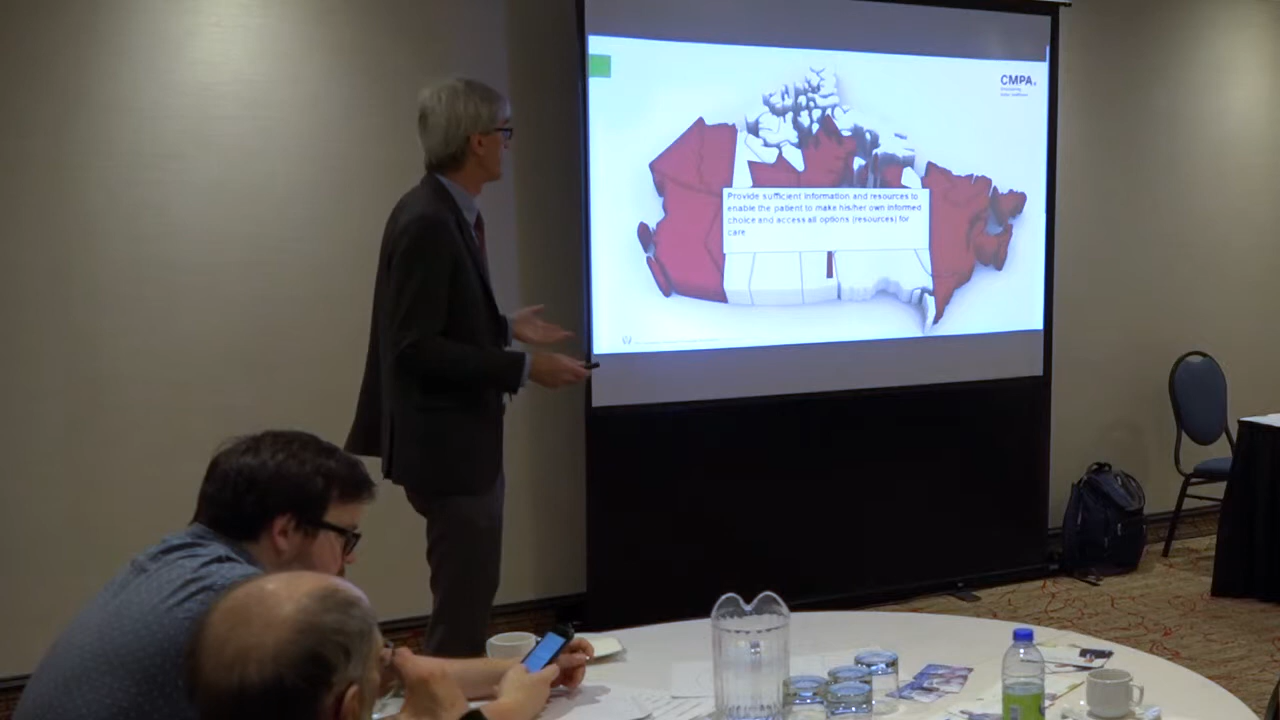 CMPA
Provide sufficient information and resources to
enable the patient to make his/her own informed
choice and access all options (resources) for
care